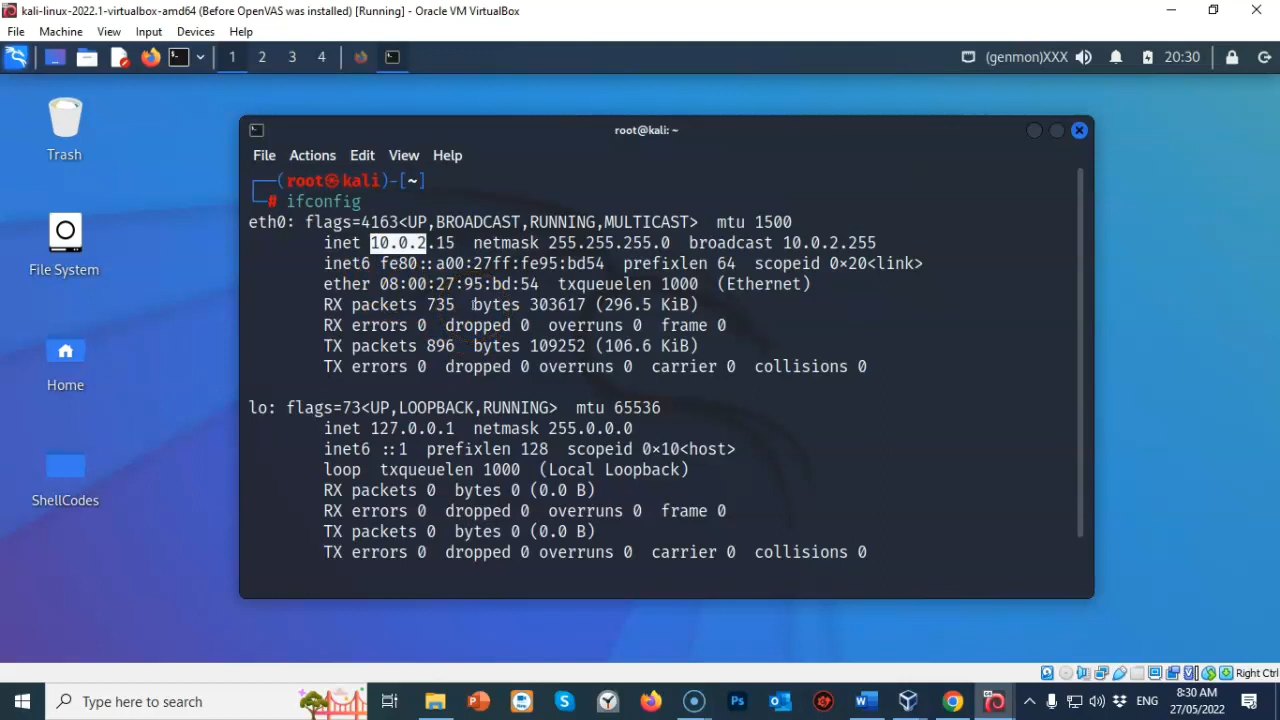 kali-linux-2022.1-virtualbox-amd64 (Before OpenVAS was installed) [Running] - Oracle VM VirtualBox
File Machine View Input Devices Help
1 2 3 4 (genmon)XXX 20:30
Trash
File System
Home
ShellCodes
root@kali: ~
File Actions Edit View Help
(root㉿kali)-[~]
# ifconfig
eth0: flags=4163<UP,BROADCAST,RUNNING,MULTICAST> mtu 1500
inet 10.0.2.15 netmask 255.255.255.0 broadcast 10.0.2.255
inet6 fe80::a00:27ff:fe95:bd54 prefixlen 64 scopeid 0×20<link>
ether 08:00:27:95:bd:54 txqueuelen 1000 (Ethernet)
RX packets 735 bytes 303617 (296.5 KiB)
RX errors 0 dropped 0 overruns 0 frame 0
TX packets 896 bytes 109252 (106.6 KiB)
TX errors 0 dropped 0 overruns 0 carrier 0 collisions 0
lo: flags=73<UP,LOOPBACK,RUNNING> mtu 65536
inet 127.0.0.1 netmask 255.0.0.0
inet6 ::1 prefixlen 128 scopeid 0×10<host>
loop txqueuelen 1000 (Local Loopback)
RX packets 0 bytes 0 (0.0 B)
RX errors 0 dropped 0 overruns 0 frame 0
TX packets 0 bytes 0 (0.0 B)
TX errors 0 dropped 0 overruns 0 carrier 0 collisions 0
Right Ctrl
Type here to search
ENG
8:30 AM
27/05/2022